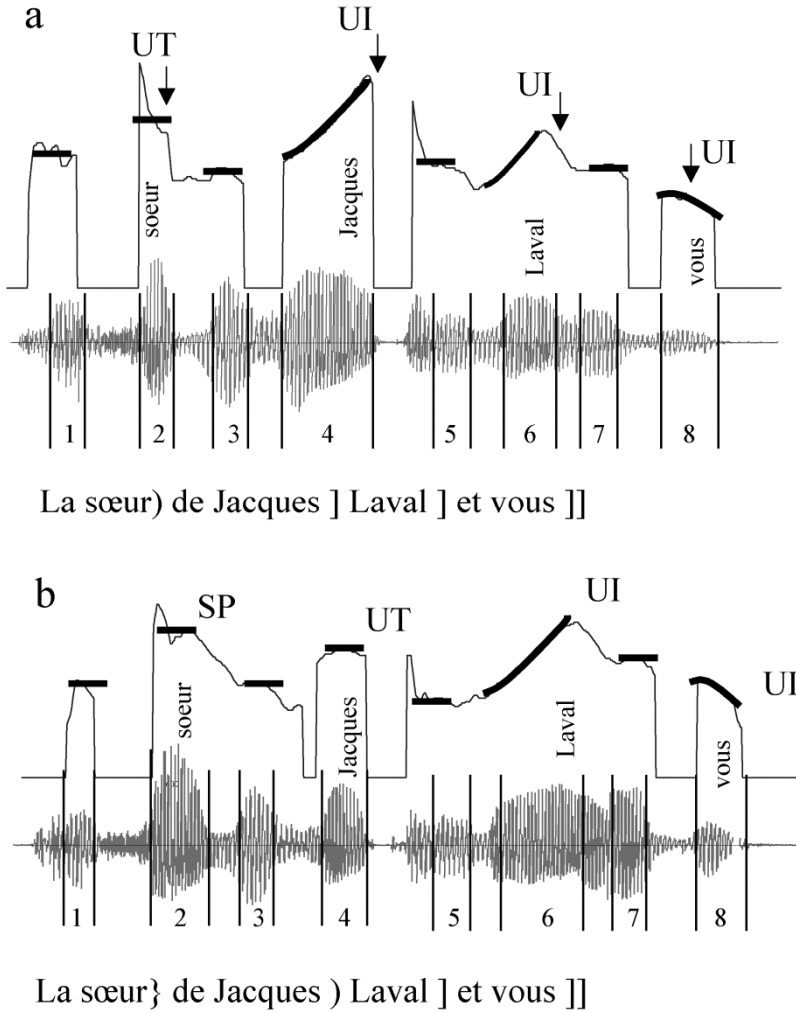 a
UT
UI
UI
UI
soeur
Jacques
Laval
vous
1 2 3 4 5 6 7 8
La sœur) de Jacques ] Laval ] et vous ]]
b
SP
UT
UI
UI
soeur
Jacques
Laval
vous
1 2 3 4 5 6 7 8
La sœur} de Jacques ) Laval ] et vous ]]